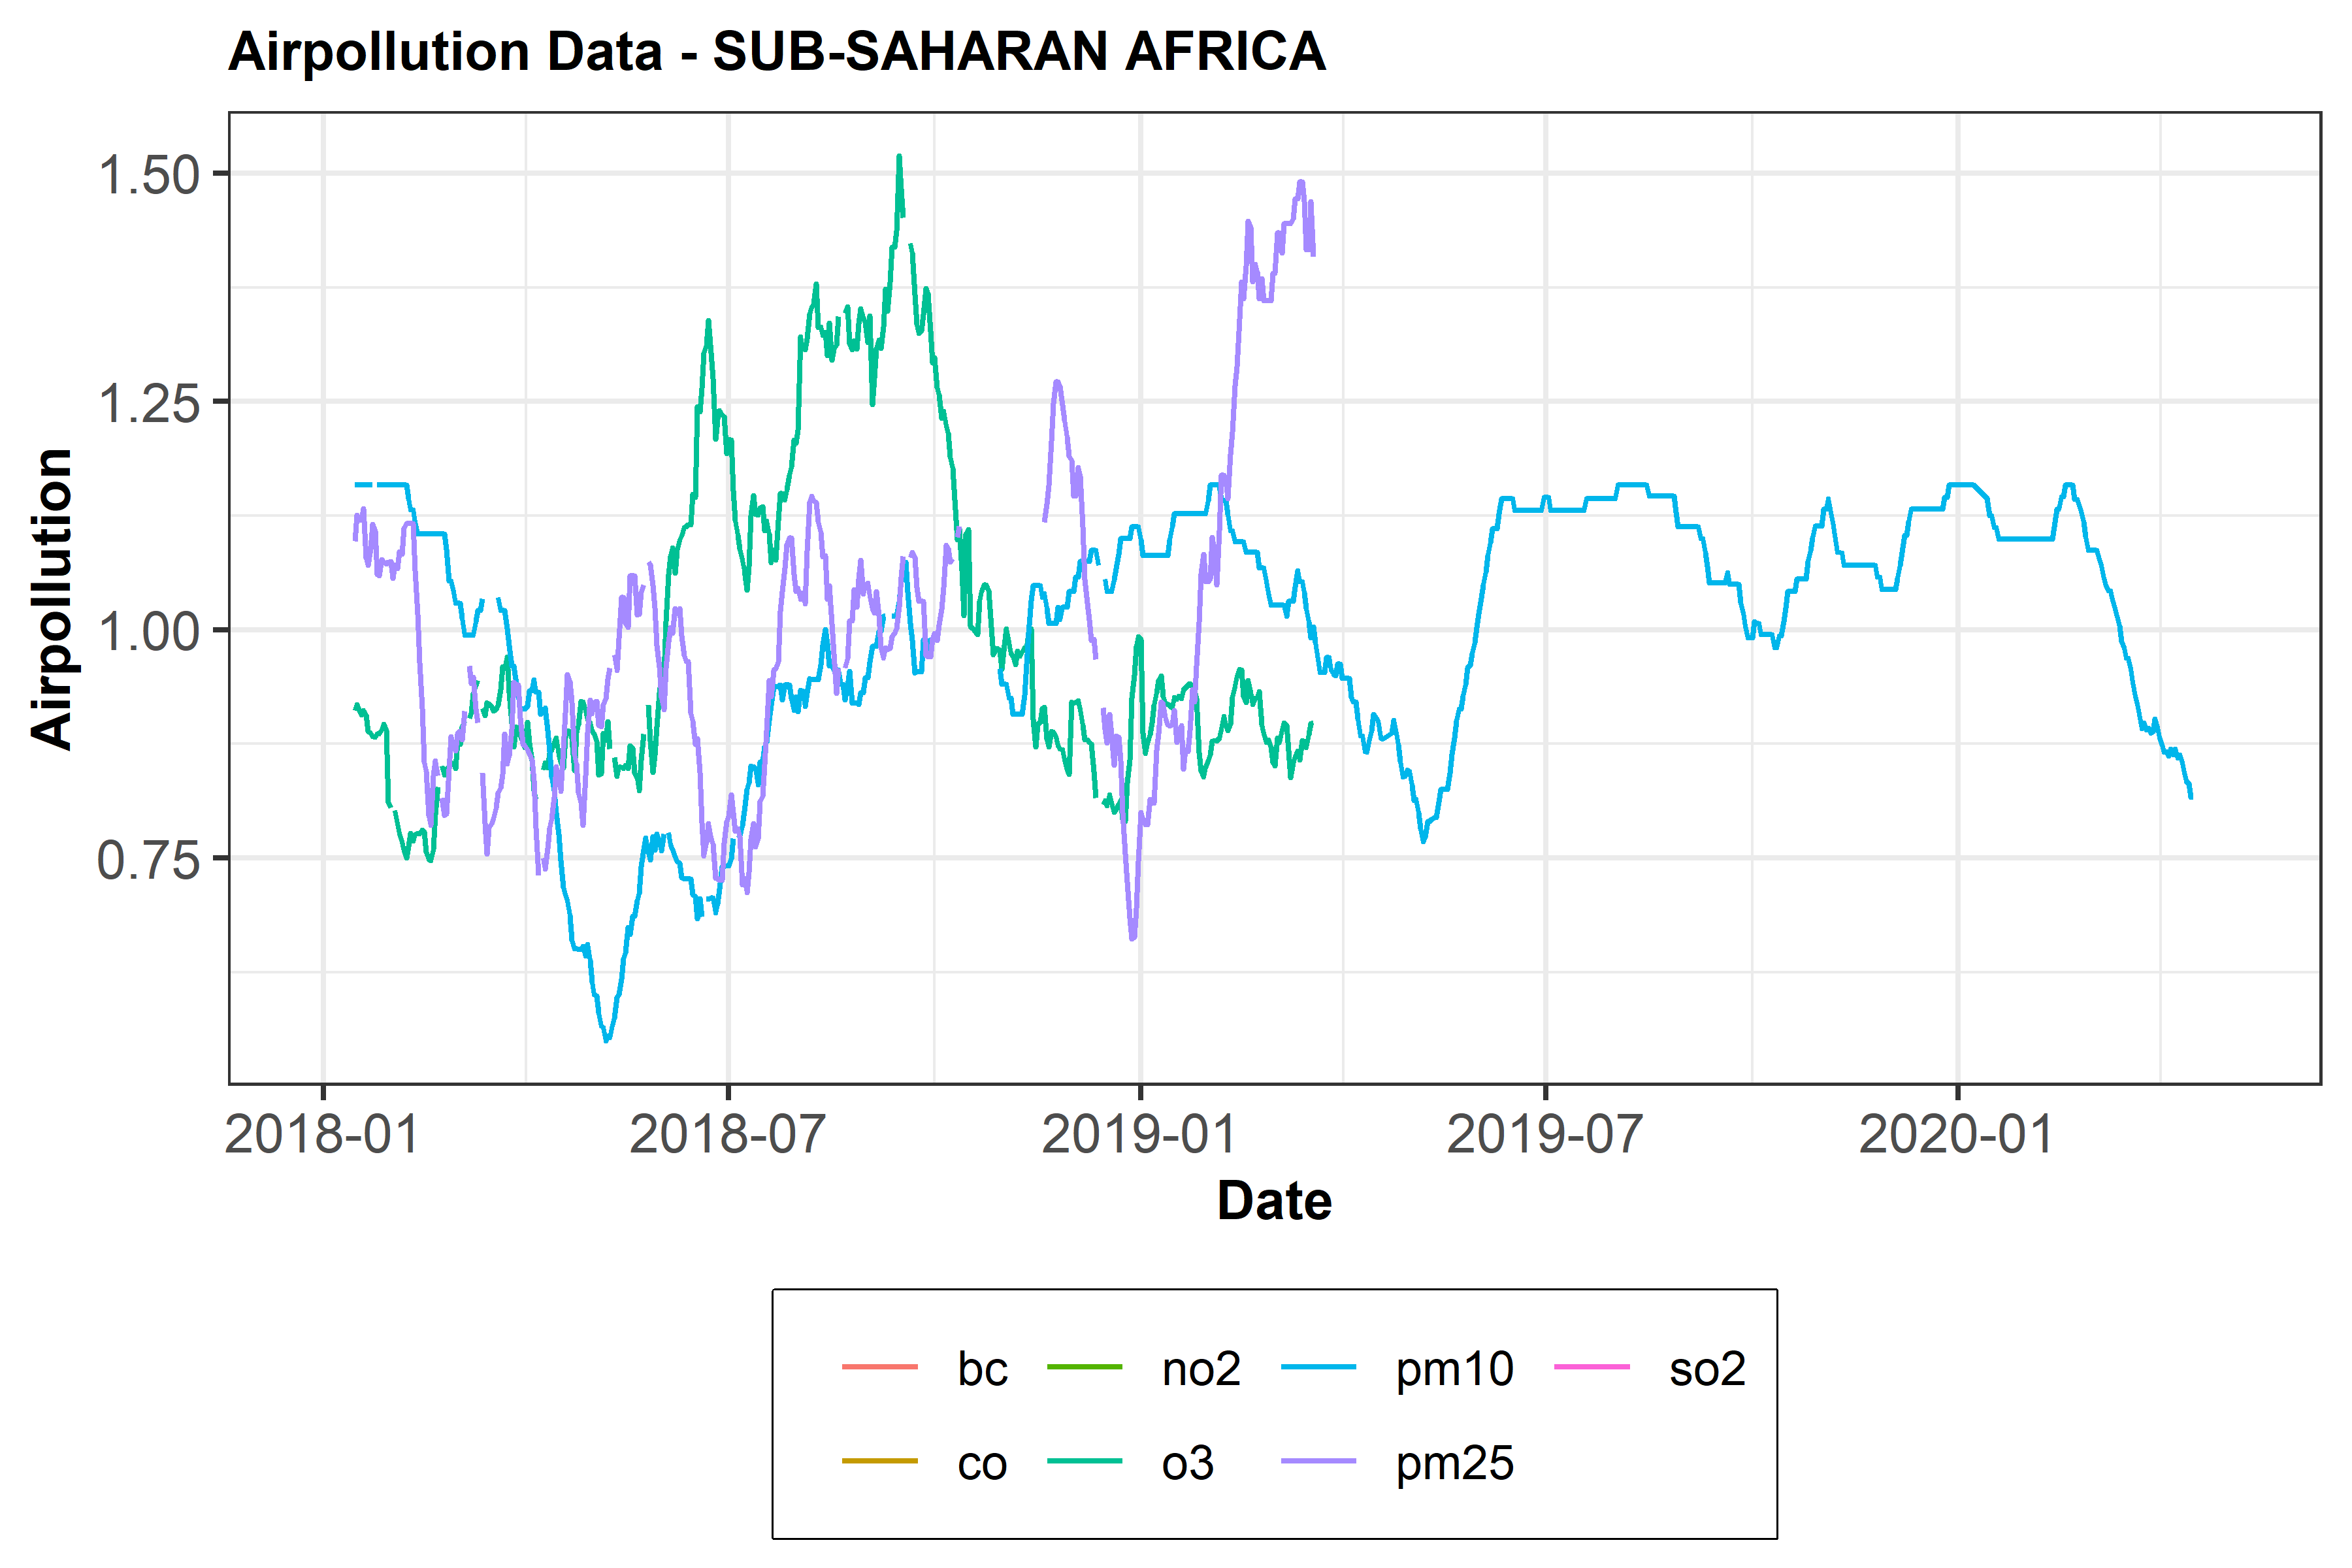 Airpollution Data - SUB-SAHARAN AFRICA
Airpollution
1.50
1.25
1.00
0.75
2018-01 2018-07 2019-01 2019-07 2020-01
Date
bc no2 pm10 so2
co o3 pm25